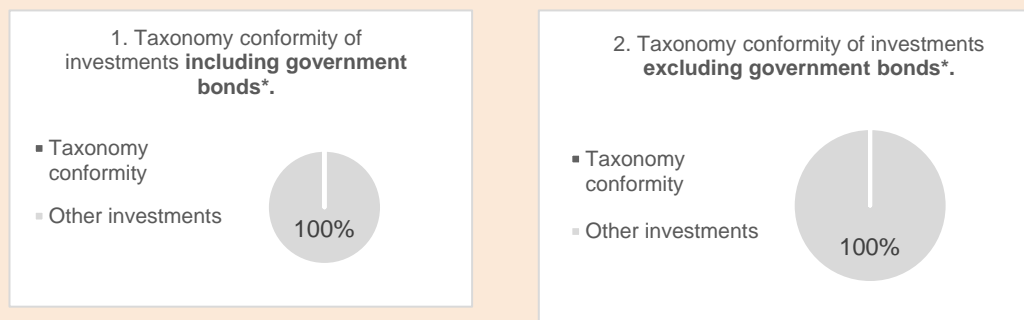 1. Taxonomy conformity of
investments including government
bonds*.
Taxonomy
conformity
Other investments
100%
2. Taxonomy conformity of investments
excluding government bonds*.
Taxonomy
conformity
Other investments
100%